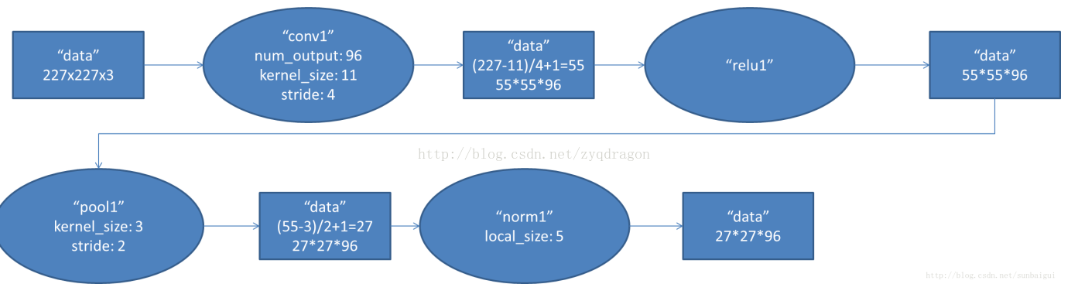 “data”
227x227x3
“conv1”
num_output: 96
kernel_size: 11
stride: 4
“data”
(227-11)/4+1=55
55*55*96
“relu1”
“data”
55*55*96
http://blog.csdn.net/zyqdragon
“pool1”
kernel_size: 3
stride: 2
“data”
(55-3)/2+1=27
27*27*96
“norm1”
local_size: 5
“data”
27*27*96